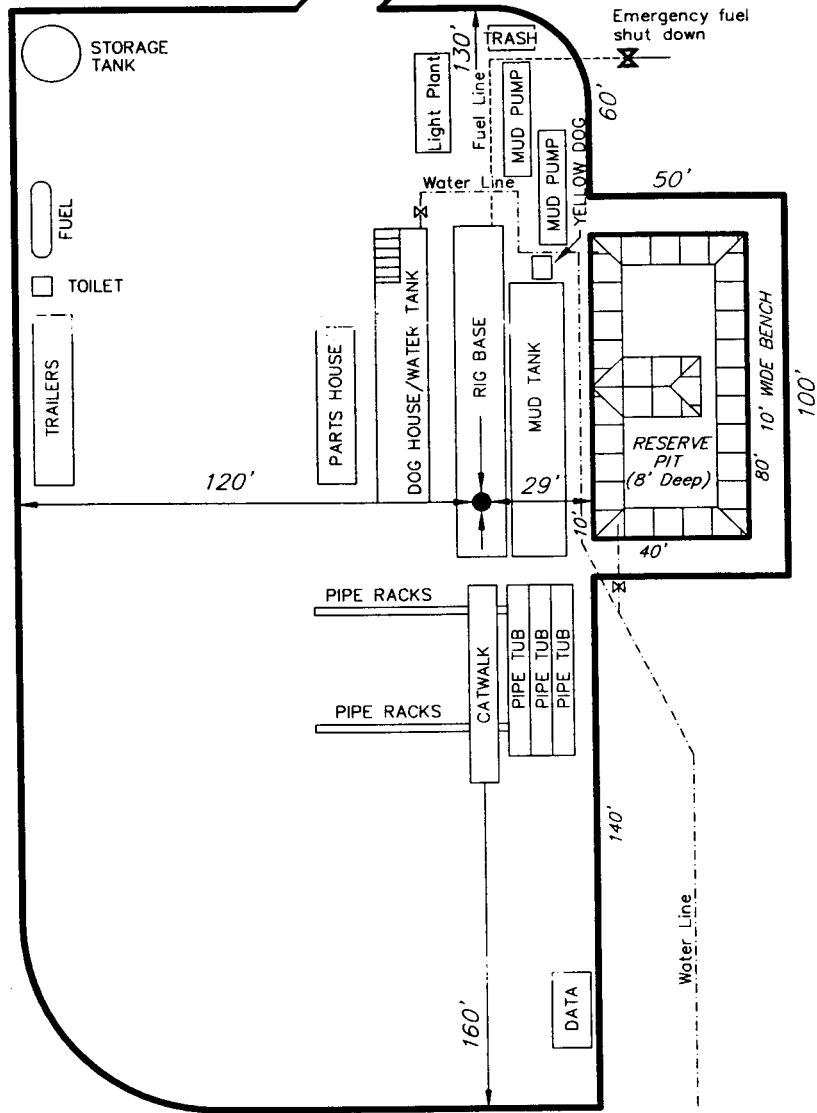 Emergency fuel
shut down
STORAGE
TANK
130'
TRASH
Light Plant
Fuel Line
MUD PUMP
60'
MUD PUMP
YELLOW DOG
Water Line
50'
FUEL
TOILET
TRAILERS
PARTS HOUSE
DOG HOUSE/WATER TANK
RIG BASE
MUD TANK
RESERVE
PIT
(8' Deep)
80'
10' WIDE BENCH
100'
120'
29'
10'
40'
PIPE RACKS
PIPE RACKS
CATWALK
PIPE TUB
PIPE TUB
PIPE TUB
140'
Water Line
160'
DATA